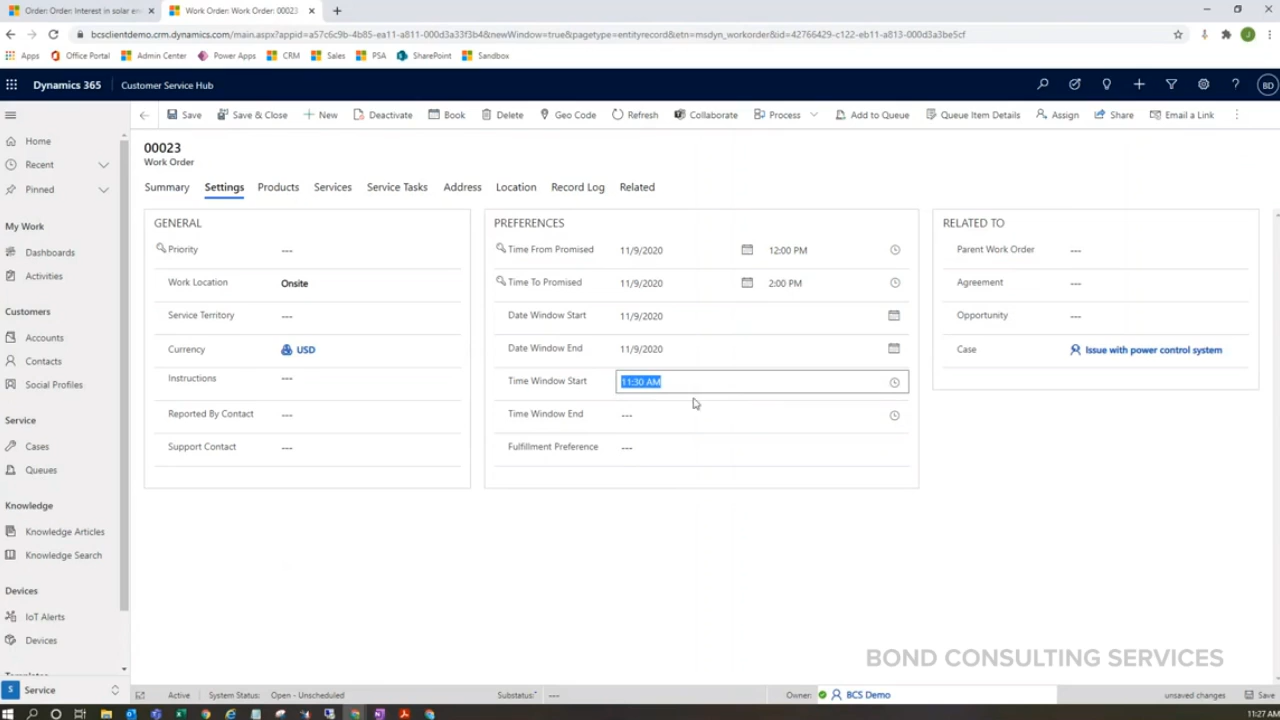 Order: Order: Interest in solar en
Work Order: Work Order: 00023
bcsclientdemo.crm.dynamics.com/main.aspx?appid=a57c6c9b-4b85-ea11-a811-000d3a33f3b4&newWindow=true&pagetype=entityrecord&etn=msdyn_workorder&id=42766429-c122-eb11-a813-000d3a3be5cf
Apps Office Portal Admin Center Power Apps CRM Sales PSA SharePoint Sandbox
Dynamics 365 Customer Service Hub BD
Save Save & Close New Deactivate Book Delete Geo Code Refresh Collaborate Process Add to Queue Queue Item Details Assign Share Email a Link
Home
Recent
Pinned
My Work
Dashboards
Activities
Customers
Accounts
Contacts
Social Profiles
Service
Cases
Queues
Knowledge
Knowledge Articles
Knowledge Search
Devices
IoT Alerts
Devices
S Service
00023
Work Order
Summary Settings Products Services Service Tasks Address Location Record Log Related
GENERAL
Priority ---
Work Location Onsite
Service Territory ---
Currency USD
Instructions ---
Reported By Contact ---
Support Contact ---
PREFERENCES
Time From Promised 11/9/2020 12:00 PM
Time To Promised 11/9/2020 2:00 PM
Date Window Start 11/9/2020
Date Window End 11/9/2020
Time Window Start 11:30 AM
Time Window End ---
Fulfillment Preference ---
RELATED TO
Parent Work Order ---
Agreement ---
Opportunity ---
Case Issue with power control system
BOND CONSULTING SERVICES
Active System Status: Open - Unscheduled Substatus:* --- Owner: BCS Demo unsaved changes Save
11:27 AM